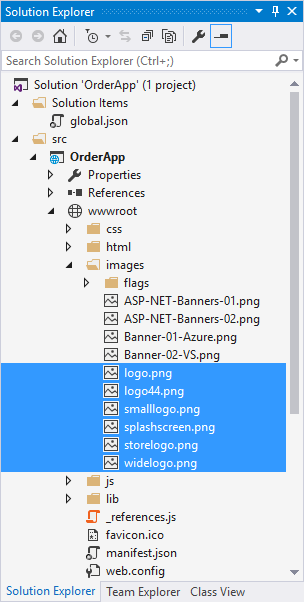 Solution Explorer
Search Solution Explorer (Ctrl+;)
Solution 'OrderApp' (1 project)
Solution Items
global.json
src
OrderApp
Properties
References
wwwroot
css
html
images
flags
ASP-NET-Banners-01.png
ASP-NET-Banners-02.png
Banner-01-Azure.png
Banner-02-VS.png
logo.png
logo44.png
smalllogo.png
splashscreen.png
storelogo.png
widelogo.png
js
lib
_references.js
favicon.ico
manifest.json
web.config
Solution Explorer Team Explorer Class View